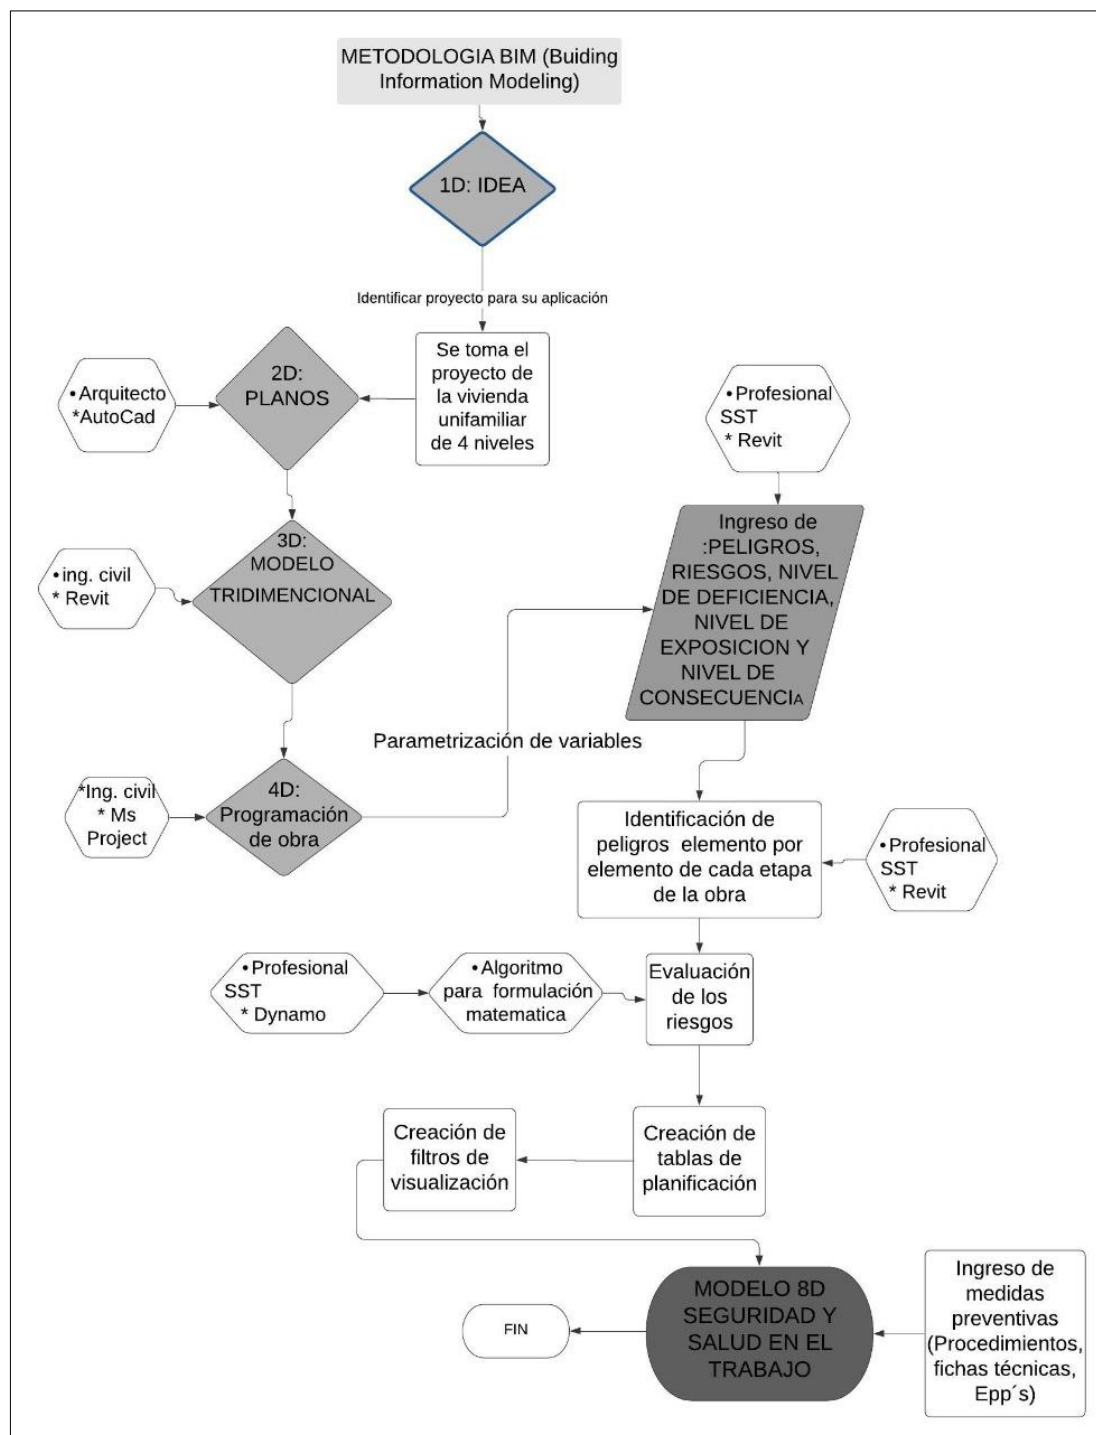 METODOLOGIA BIM (Buiding
Information Modeling)
1D: IDEA
Identificar proyecto para su aplicación
Se toma el
proyecto de
la vivienda
unifamiliar
de 4 niveles
2D:
PLANOS
•Arquitecto
*AutoCad
3D:
MODELO
TRIDIMENCIONAL
•ing. civil
* Revit
4D:
Programación
de obra
*Ing. civil
* Ms
Project
Parametrización de variables
•Profesional
SST
* Revit
Ingreso de
:PELIGROS,
RIESGOS, NIVEL
DE DEFICIENCIA,
NIVEL DE
EXPOSICION Y
NIVEL DE
CONSECUENCIA
Identificación de
peligros elemento por
elemento de cada etapa
de la obra
•Profesional
SST
* Revit
•Profesional
SST
* Dynamo
•Algoritmo
para formulación
matematica
Evaluación
de los
riesgos
Creación de
tablas de
planificación
Creación de
filtros de
visualización
MODELO 8D
SEGURIDAD Y
SALUD EN EL
TRABAJO
Ingreso de
medidas
preventivas
(Procedimientos,
fichas técnicas,
Epp´s)
FIN